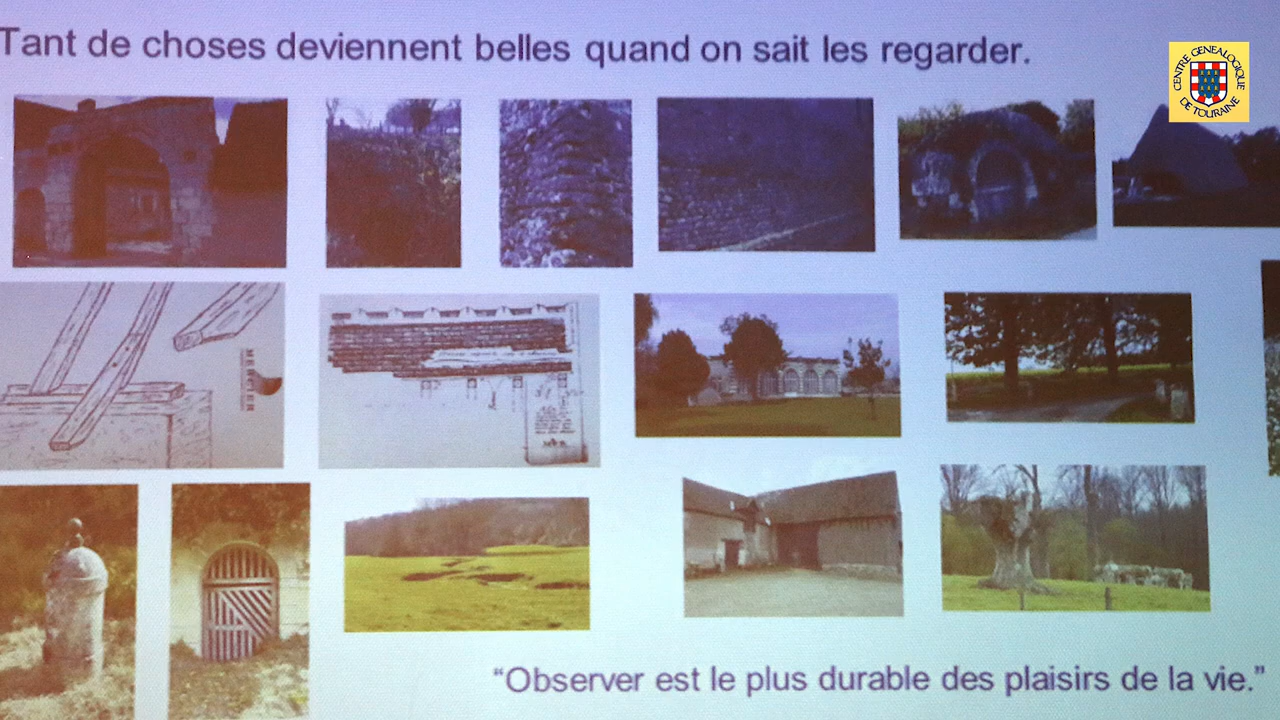 Tant de choses deviennent belles quand on sait les regarder.
CENTRE GENEALOGIQUE
DE TOURAINE
MERCIER
“Observer est le plus durable des plaisirs de la vie.”